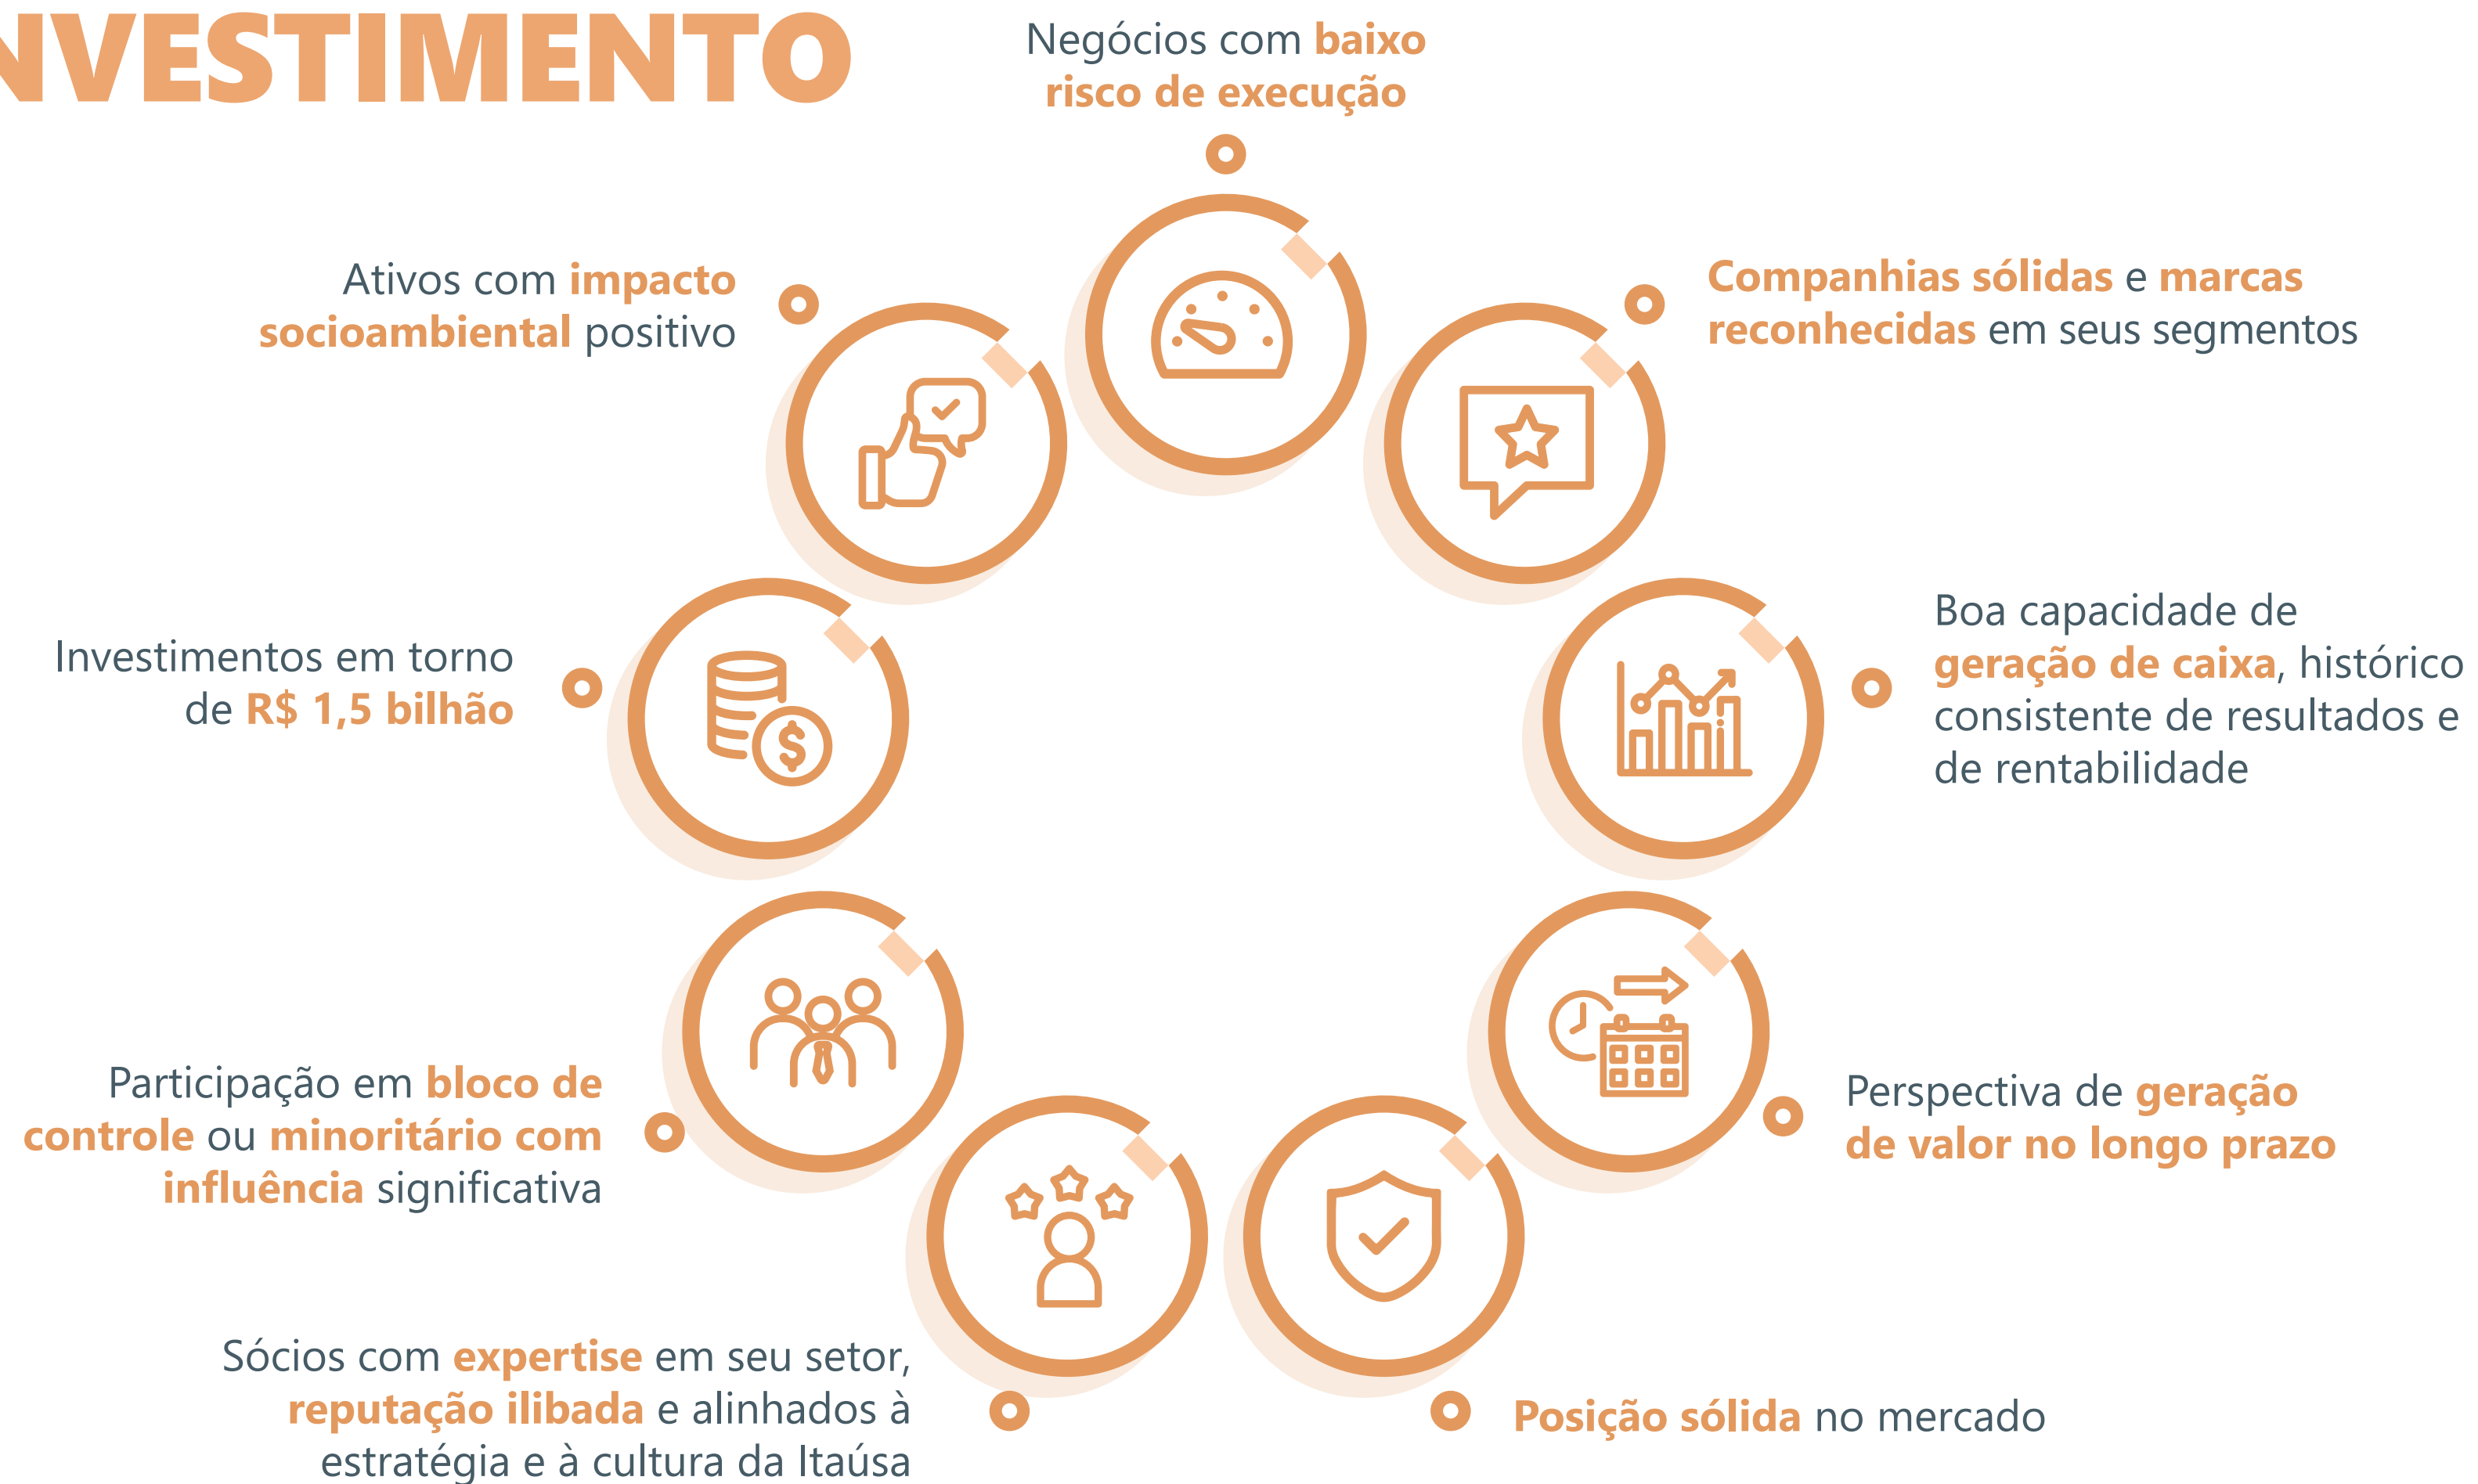 NVESTIMENTO
Negócios com baixo
risco de execução
Companhias sólidas e marcas
reconhecidas em seus segmentos
Boa capacidade de
geração de caixa, histórico
consistente de resultados e
de rentabilidade
Perspectiva de geração
de valor no longo prazo
Posição sólida no mercado
Sócios com expertise em seu setor,
reputação ilibada e alinhados à
estratégia e à cultura da Itaúsa
Participação em bloco de
controle ou minoritário com
influência significativa
Investimentos em torno
de R$ 1,5 bilhão
Ativos com impacto
socioambiental positivo